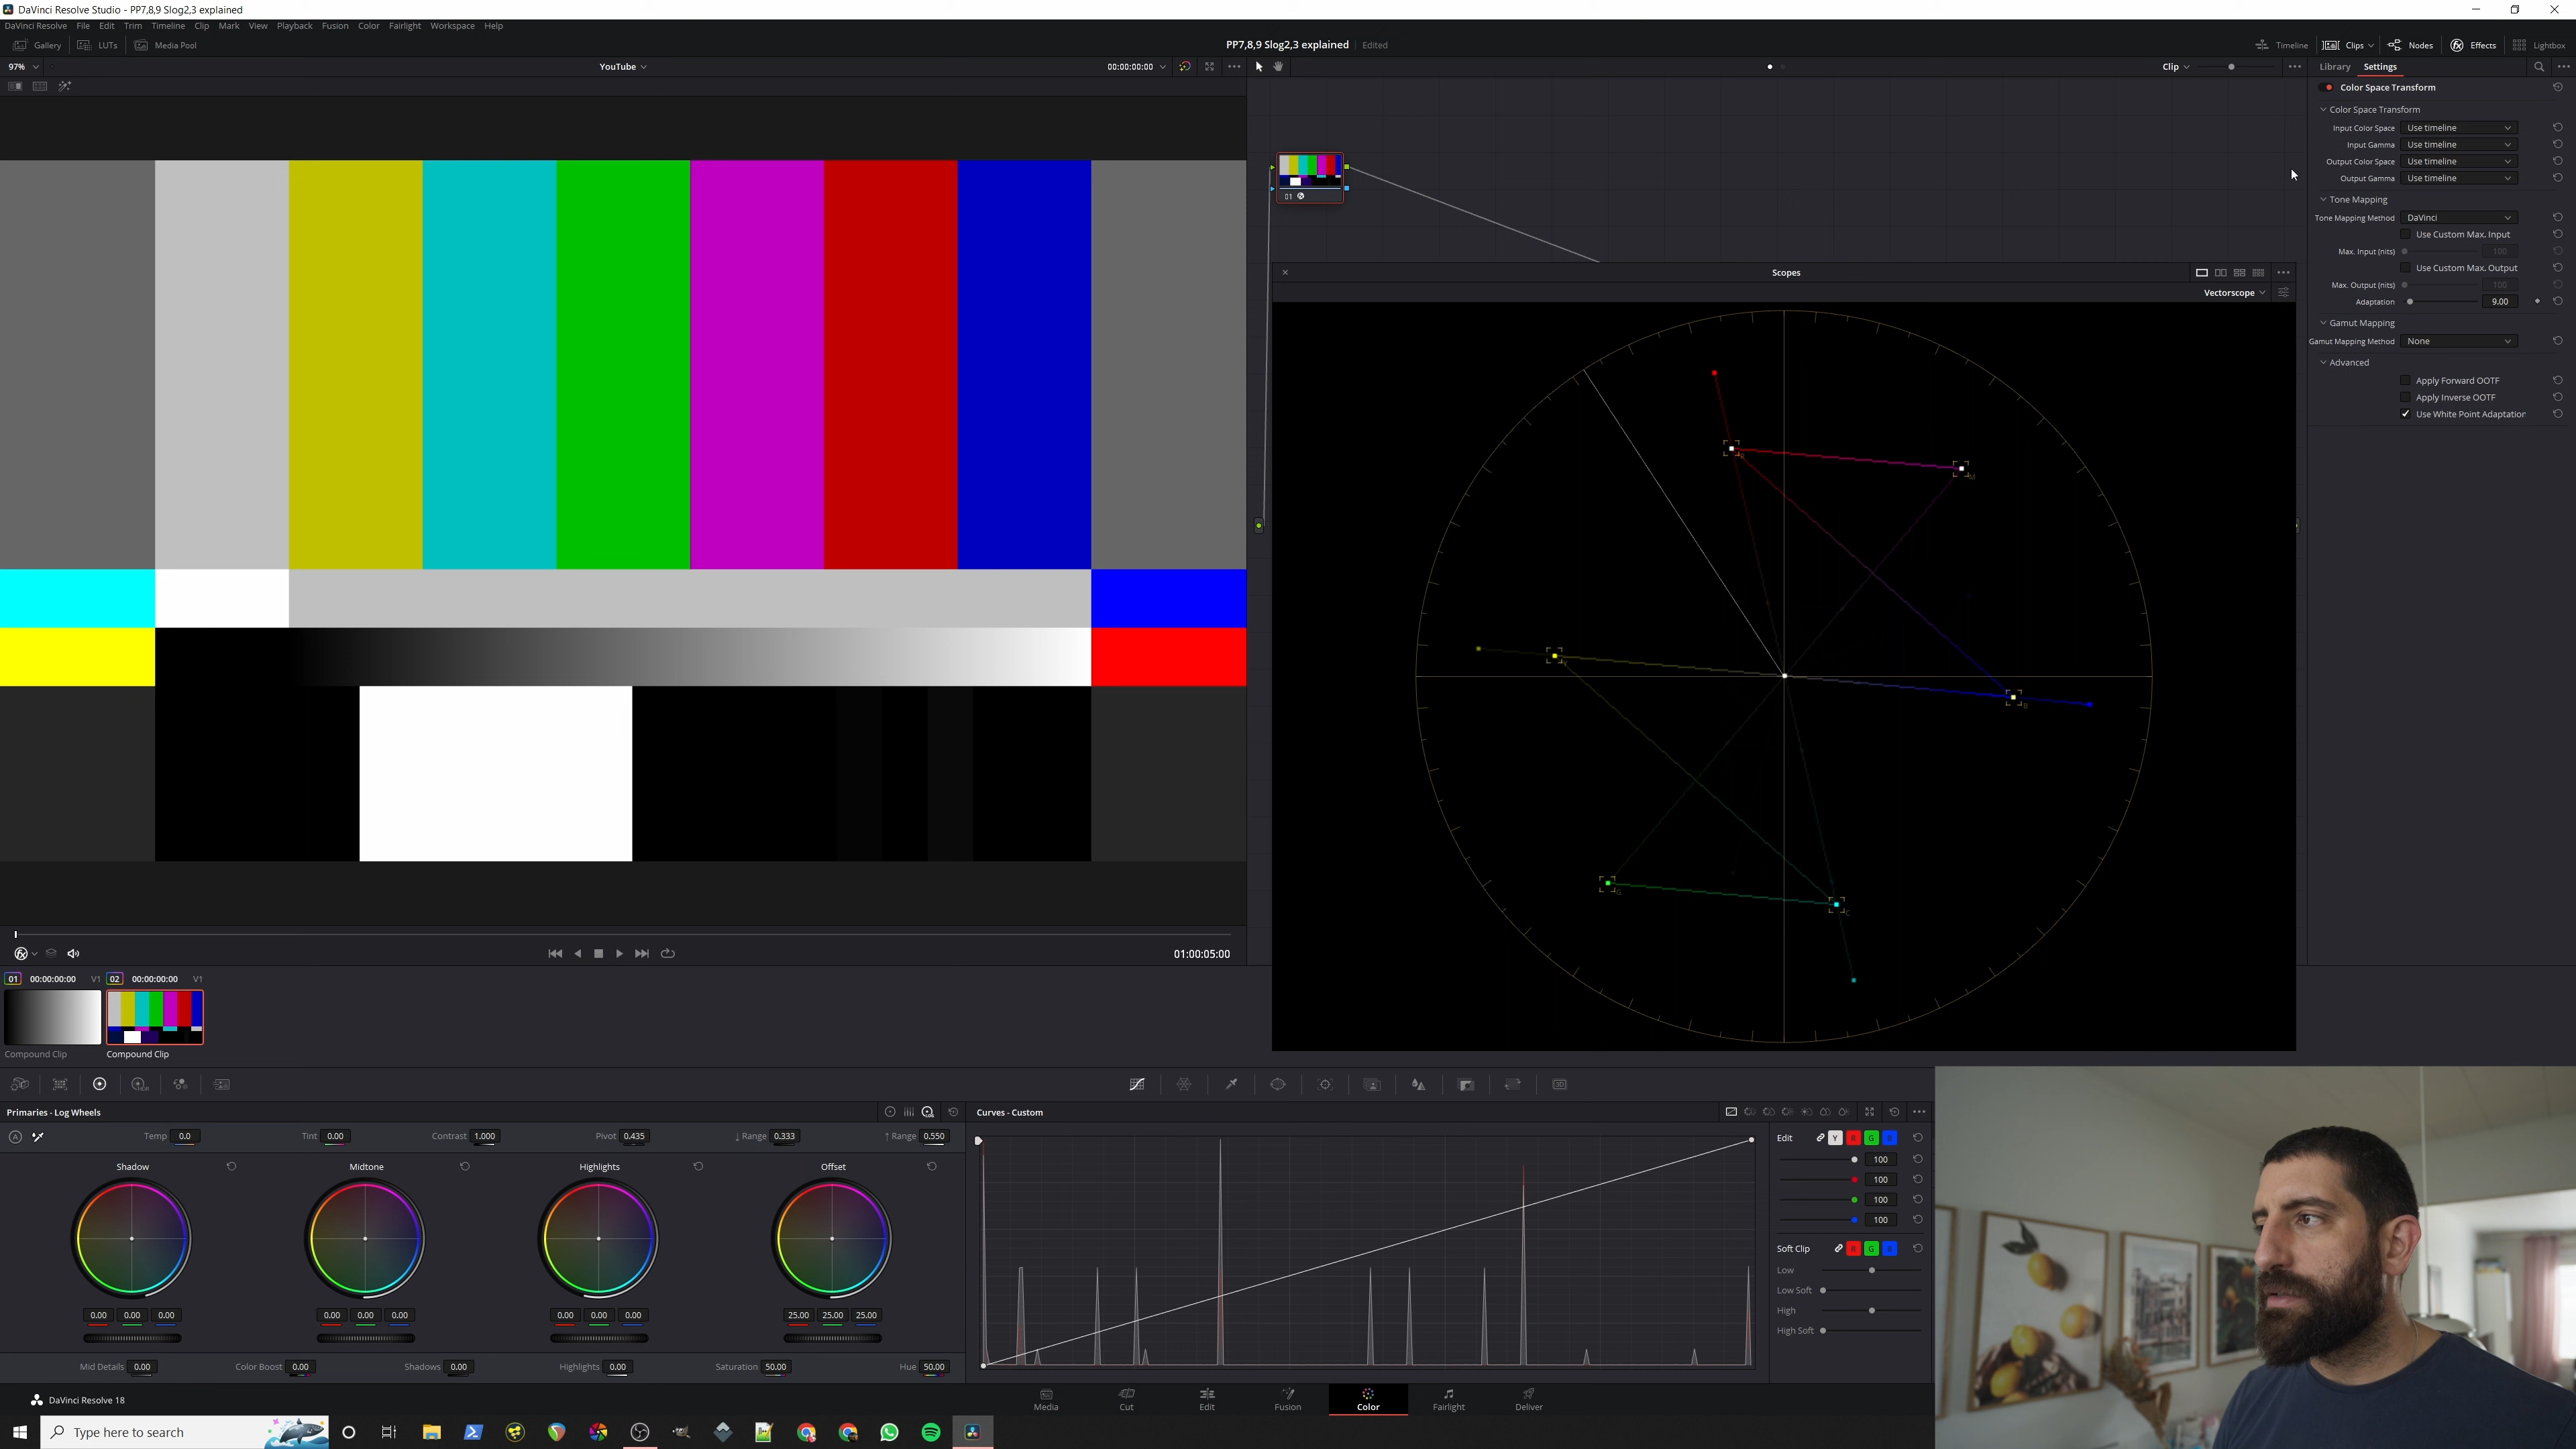 DaVinci Resolve Studio - PP7,8,9 Slog2,3 explained
DaVinci Resolve File Edit Trim Timeline Clip Mark View Playback Fusion Color Fairlight Workspace Help
Gallery LUTs Media Pool PP7,8,9 Slog2,3 explained Edited Timeline Clips Nodes Effects Lightbox
97% YouTube 00:00:00:00 Clip Library Settings
Color Space Transform
Color Space Transform
Input Color Space Use timeline
Input Gamma Use timeline
Output Color Space Use timeline
Output Gamma Use timeline
Tone Mapping
Tone Mapping Method DaVinci
Use Custom Max. Input
Max. Input (nits) 100
Use Custom Max. Output
Max. Output (nits) 100
Adaptation 9.00
Gamut Mapping
Gamut Mapping Method None
Advanced
Apply Forward OOTF
Apply Inverse OOTF
Use White Point Adaptation
01
Scopes
Vectorscope
M
B
G
C
01:00:05:00
01 00:00:00:00 V1 02 00:00:00:00 V1
Compound Clip Compound Clip
HDR
3D
Primaries - Log Wheels
Temp 0.0 Tint 0.00 Contrast 1.000 Pivot 0.435 ↓ Range 0.333 ↑ Range 0.550
Shadow Midtone Highlights Offset
0.00 0.00 0.00 0.00 0.00 0.00 0.00 0.00 0.00 25.00 25.00 25.00
Mid Details 0.00 Color Boost 0.00 Shadows 0.00 Highlights 0.00 Saturation 50.00 Hue 50.00
Curves - Custom
Edit Y R G B
100
100
100
100
Soft Clip R G B
Low
Low Soft
High
High Soft
DaVinci Resolve 18
Media Cut Edit Fusion Color Fairlight Deliver
Type here to search